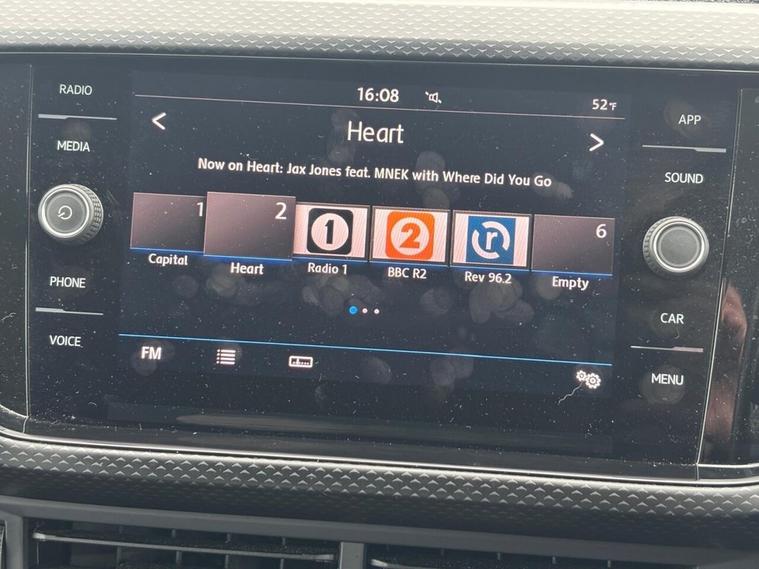 RADIO
MEDIA
PHONE
VOICE
16:08
52°F
Heart
Now on Heart: Jax Jones feat. MNEK with Where Did You Go
1
2
1
2
r
6
Capital
Heart
Radio 1
BBC R2
Rev 96.2
Empty
FM
APP
SOUND
CAR
MENU